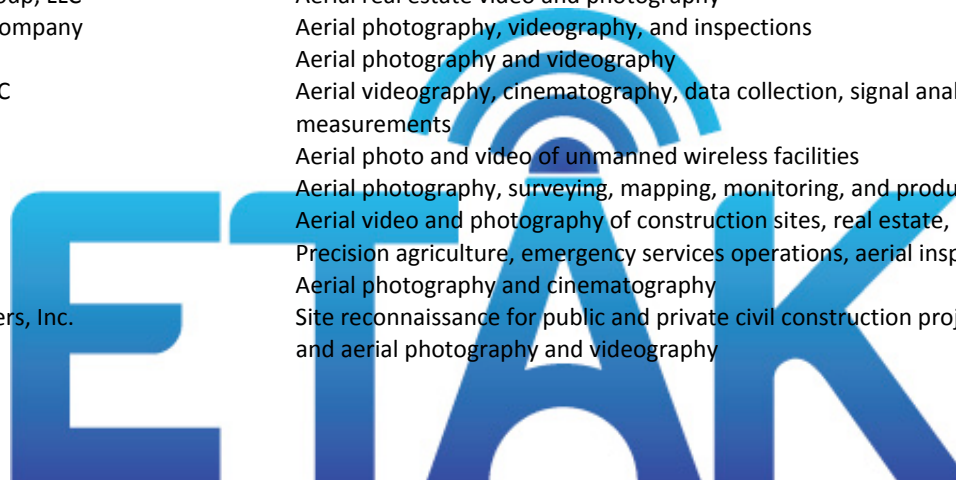 oup, LLC Aerial real estate video and photography
ompany Aerial photography, videography, and inspections
Aerial photography and videography
C Aerial videography, cinematography, data collection, signal anal
measurements
Aerial photo and video of unmanned wireless facilities
Aerial photography, surveying, mapping, monitoring, and produ
Aerial video and photography of construction sites, real estate,
Precision agriculture, emergency services operations, aerial insp
Aerial photography and cinematography
ers, Inc. Site reconnaissance for public and private civil construction proj
and aerial photography and videography
ETAK